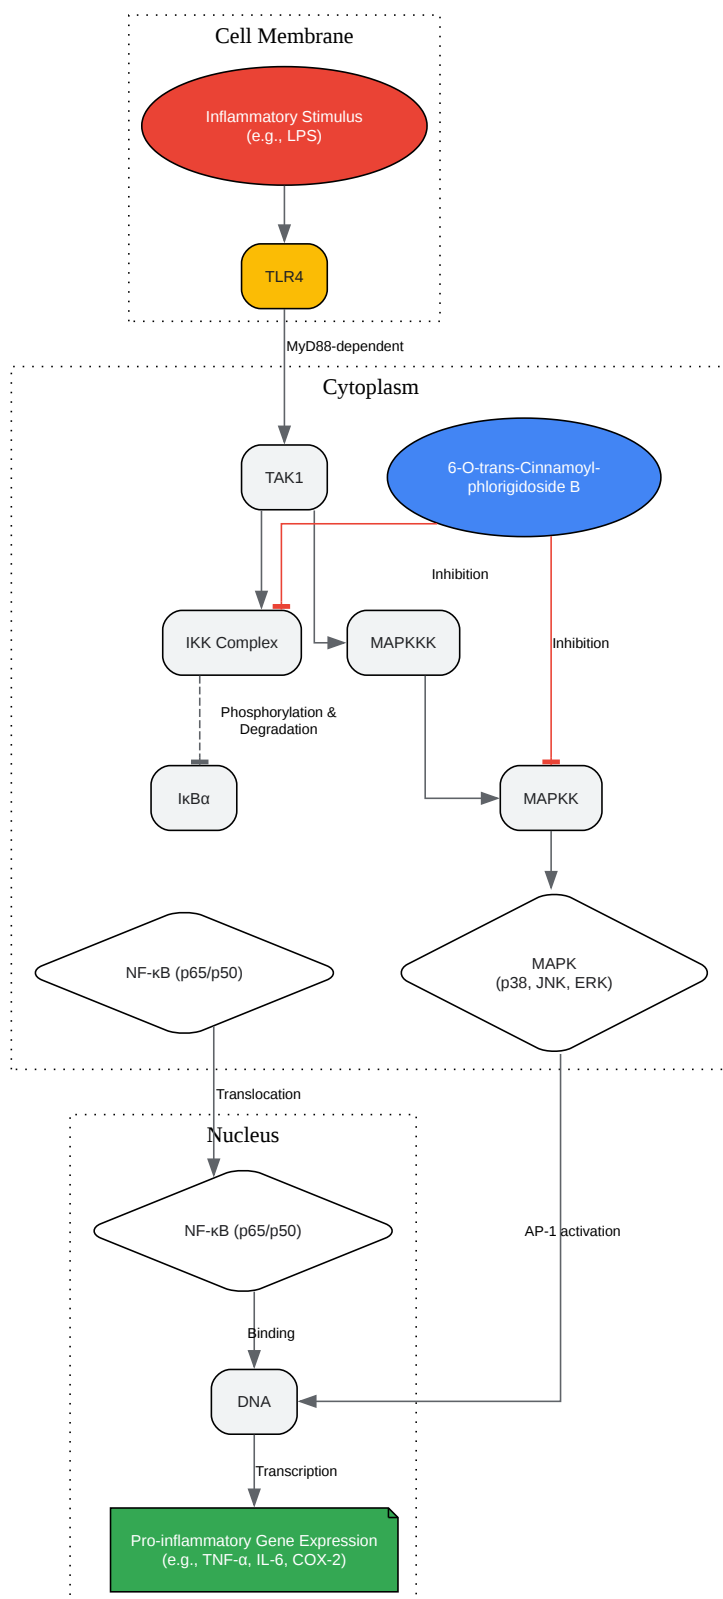 Cell Membrane
Inflammatory Stimulus
(e.g., LPS)
TLR4
MyD88-dependent
Cytoplasm
TAK1
6-O-trans-Cinnamoyl-
phlorigidoside B
Inhibition
IKK Complex
MAPKKK
Inhibition
Phosphorylation &
Degradation
IκBα
MAPKK
NF-κB (p65/p50)
MAPK
(p38, JNK, ERK)
Translocation
Nucleus
NF-κB (p65/p50)
AP-1 activation
Binding
DNA
Transcription
Pro-inflammatory Gene Expression
(e.g., TNF-α, IL-6, COX-2)